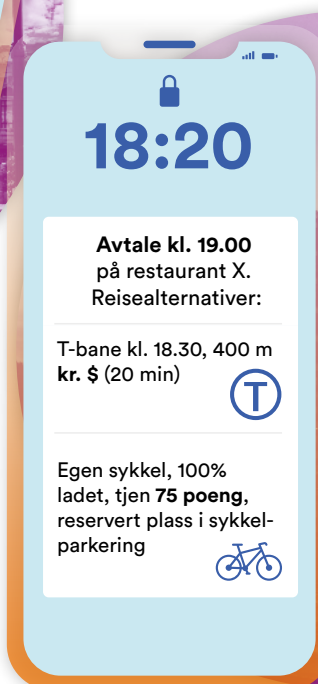 18:20
Avtale kl. 19.00
på restaurant X.
Reisealternativer:
T-bane kl. 18.30, 400 m
kr. $ (20 min)
T
Egen sykkel, 100%
ladet, tjen 75 poeng,
reservert plass i sykkel-
parkering